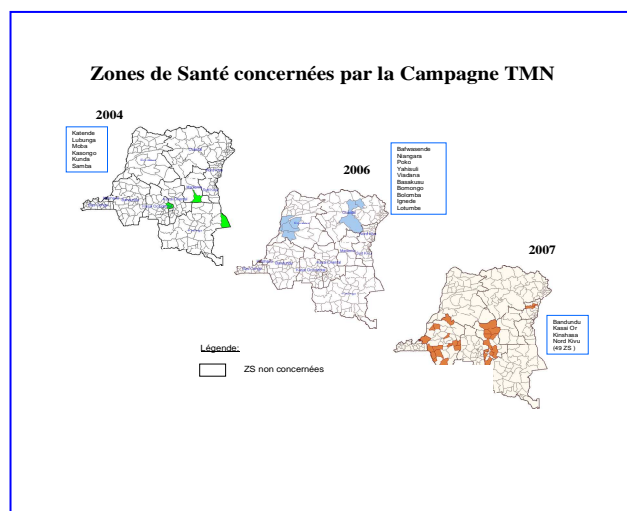 Zones de Santé concernées par la Campagne TMN
2004
Katende
Lubunga
Moba
Kasongo
Kunda
Samba
2006
Bafwasende
Niangara
Poko
Yahisuli
Viadana
Basakusu
Bomongo
Bolomba
Ignede
Lotumba
2007
Bandundu
Kasai Or
Kinshasa
Nord Kivu
(49 ZS )
Légende:
ZS non concernées